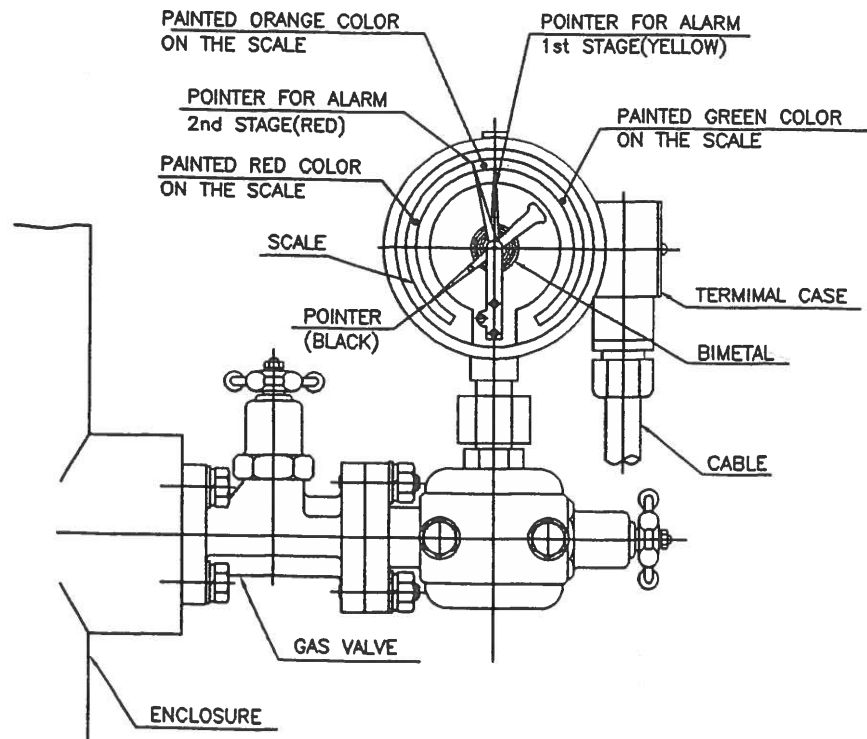 PAINTED ORANGE COLOR
ON THE SCALE
POINTER FOR ALARM
1st STAGE(YELLOW)
POINTER FOR ALARM
2nd STAGE(RED)
PAINTED GREEN COLOR
ON THE SCALE
PAINTED RED COLOR
ON THE SCALE
SCALE
TERMIMAL CASE
POINTER
(BLACK)
BIMETAL
CABLE
GAS VALVE
ENCLOSURE